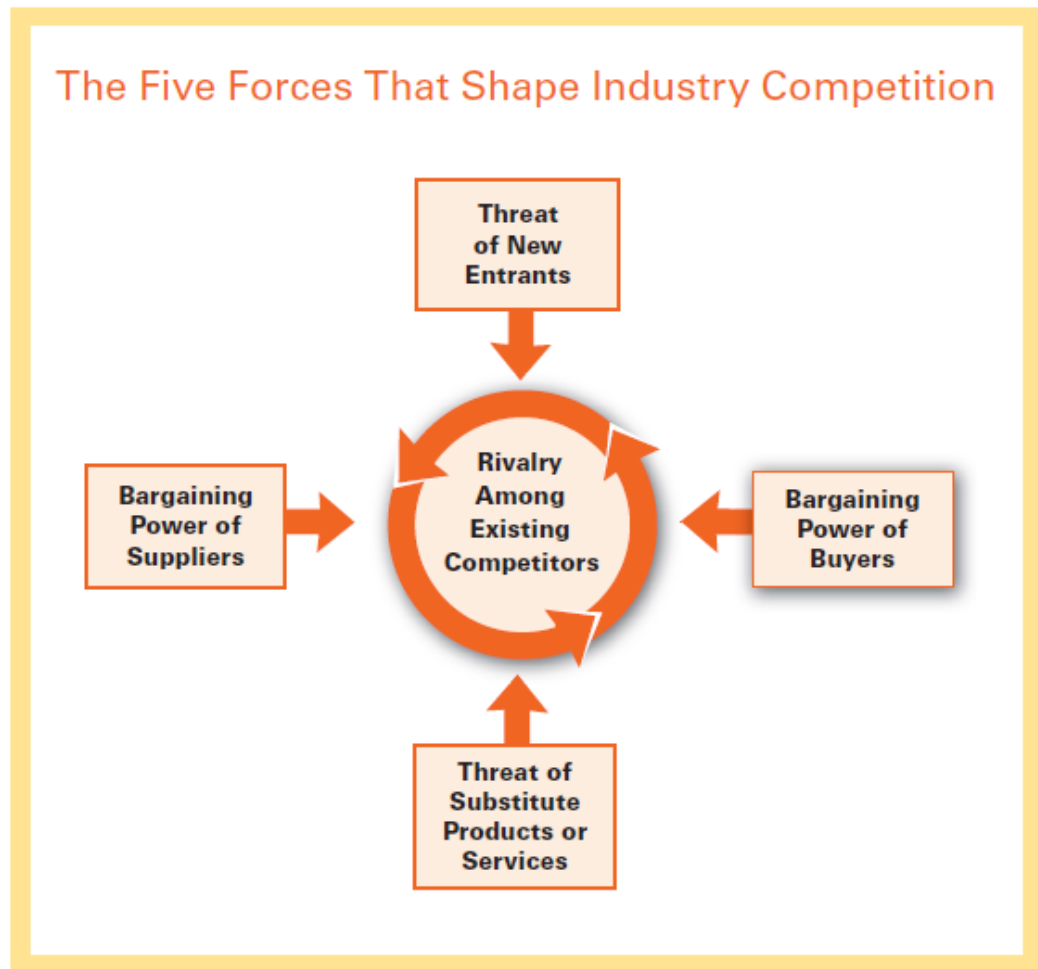 The Five Forces That Shape Industry Competition
Threat
of New
Entrants
Bargaining
Power of
Suppliers
Rivalry
Among
Existing
Competitors
Bargaining
Power of
Buyers
Threat of
Substitute
Products or
Services